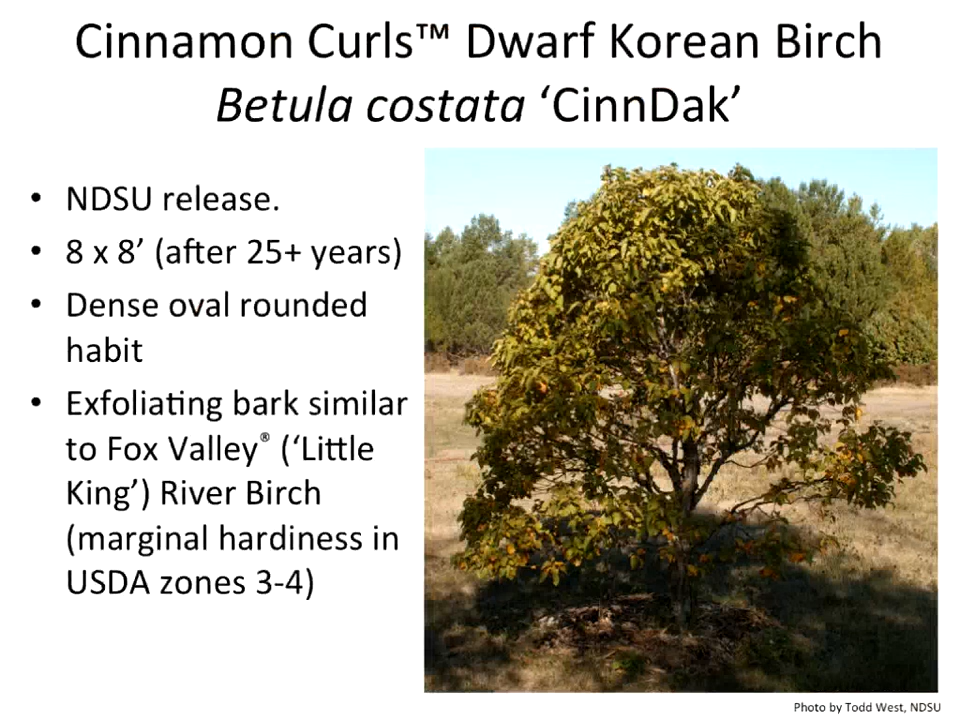 Cinnamon Curls™ Dwarf Korean Birch
Betula costata ‘CinnDak’
• NDSU release.
• 8 x 8’ (after 25+ years)
• Dense oval rounded
habit
• Exfoliating bark similar
to Fox Valley® (‘Little
King’) River Birch
(marginal hardiness in
USDA zones 3-4)
Photo by Todd West, NDSU